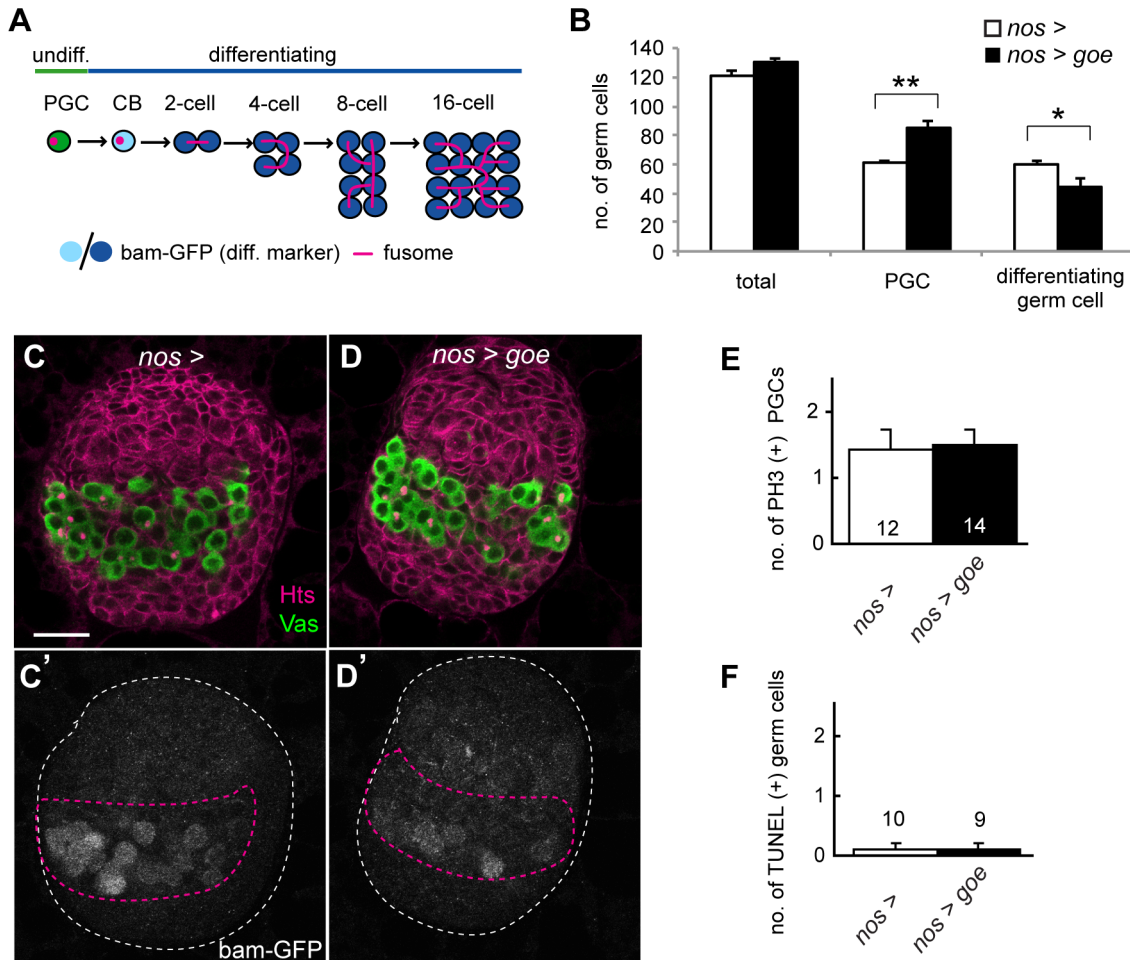 A
undiff.
differentiating
PGC CB 2-cell 4-cell 8-cell 16-cell
/ bam-GFP (diff. marker) fusome
B
nos >
nos > goe
no. of germ cells
140
120
100
80
60
40
20
0
**
*
total
PGC
differentiating
germ cell
C
nos >
Hts
Vas
D
nos > goe
C'
bam-GFP
D'
E
no. of PH3 (+) PGCs
2
1
0
12
14
nos >
nos > goe
F
no. of TUNEL (+) germ cells
2
1
0
10
9
nos >
nos > goe